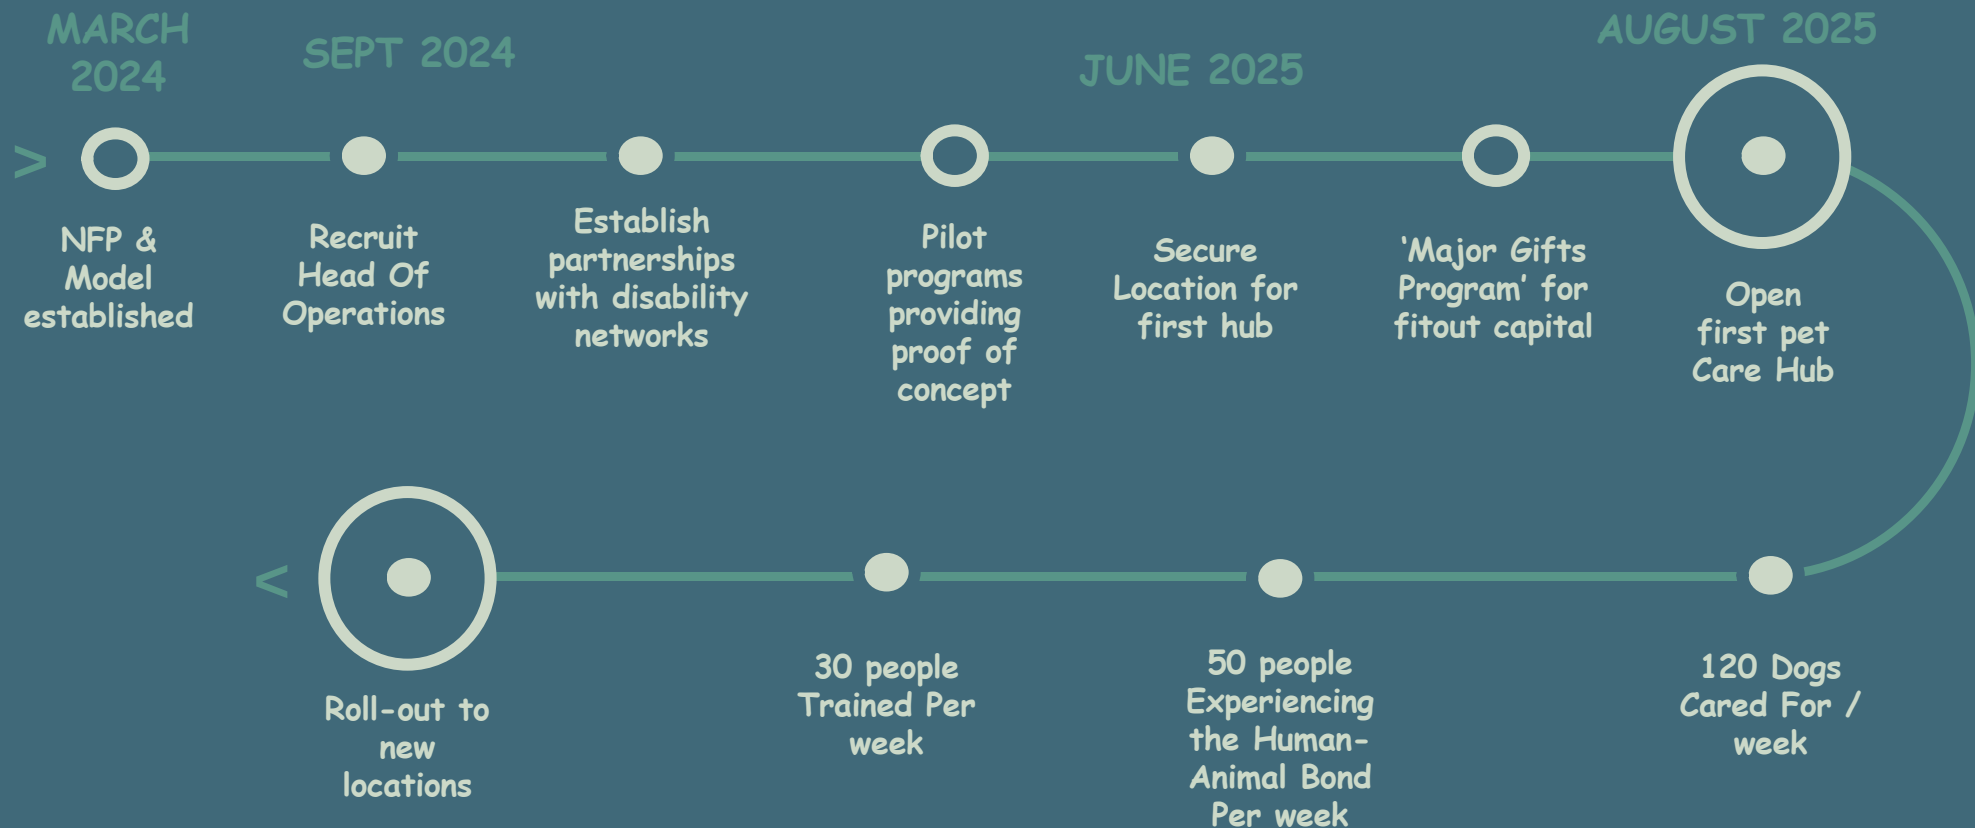 MARCH
2024
SEPT 2024
JUNE 2025
AUGUST 2025
>
NFP &
Model
established
Recruit
Head Of
Operations
Establish
partnerships
with disability
networks
Pilot
programs
providing
proof of
concept
Secure
Location for
first hub
'Major Gifts
Program' for
fitout capital
Open
first pet
Care Hub
<
Roll-out to
new
locations
30 people
Trained Per
week
50 people
Experiencing
the Human-
Animal Bond
Per week
120 Dogs
Cared For /
week